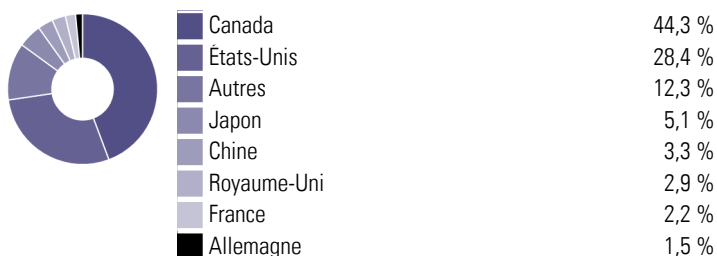 Canada 44,3 %
États-Unis 28,4 %
Autres 12,3 %
Japon 5,1 %
Chine 3,3 %
Royaume-Uni 2,9 %
France 2,2 %
Allemagne 1,5 %